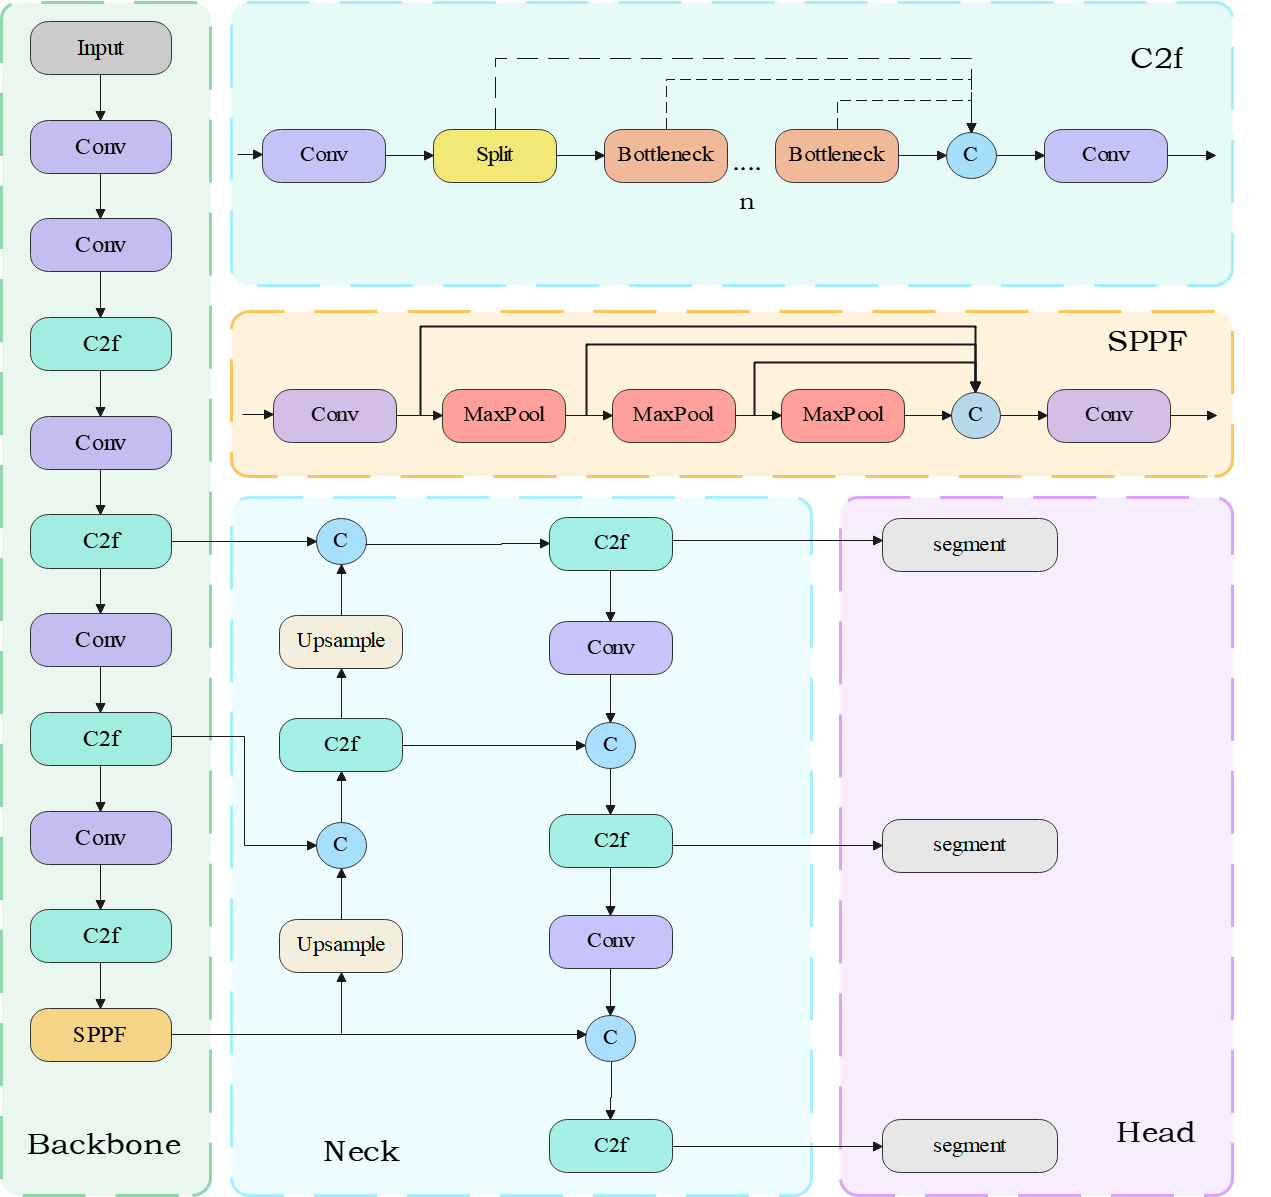 Input
Conv
Conv
C2f
Conv
C2f
Conv
C2f
Conv
C2f
SPPF
Backbone
C2f
Conv
Split
Bottleneck
....
n
Bottleneck
C
Conv
SPPF
Conv
MaxPool
MaxPool
MaxPool
C
Conv
C
Upsample
C2f
C
Upsample
C2f
Conv
C
C2f
Conv
C
C2f
Neck
segment
segment
segment
Head